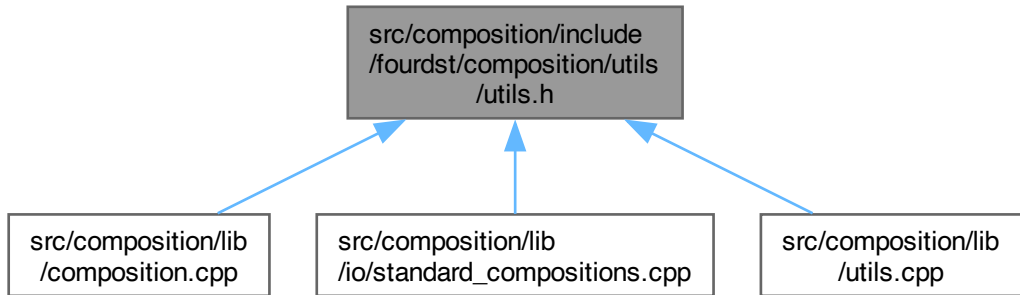 src/composition/include
/fourdst/composition/utils
/utils.h
src/composition/lib
/composition.cpp
src/composition/lib
/io/standard_compositions.cpp
src/composition/lib
/utils.cpp